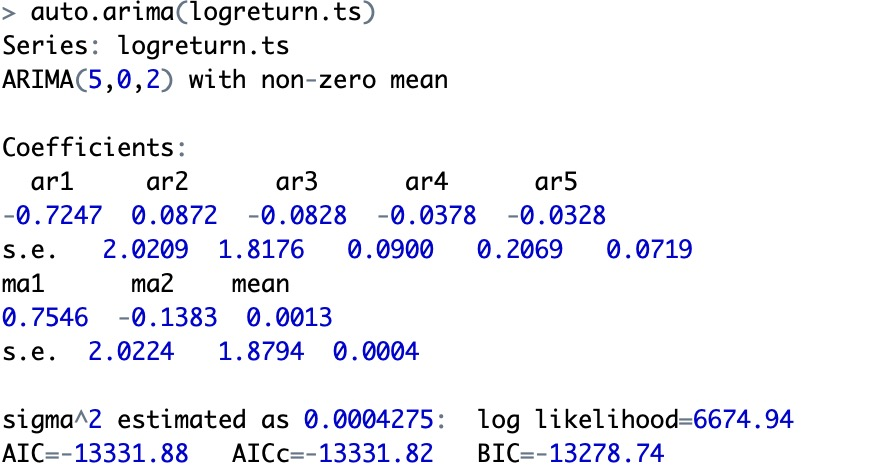 > auto.arima(logreturn.ts)
Series: logreturn.ts
ARIMA(5,0,2) with non-zero mean
Coefficients:
ar1 ar2 ar3 ar4 ar5
-0.7247 0.0872 -0.0828 -0.0378 -0.0328
s.e. 2.0209 1.8176 0.0900 0.2069 0.0719
ma1 ma2 mean
0.7546 -0.1383 0.0013
s.e. 2.0224 1.8794 0.0004
sigma^2 estimated as 0.0004275: log likelihood=6674.94
AIC=-13331.88 AICc=-13331.82 BIC=-13278.74